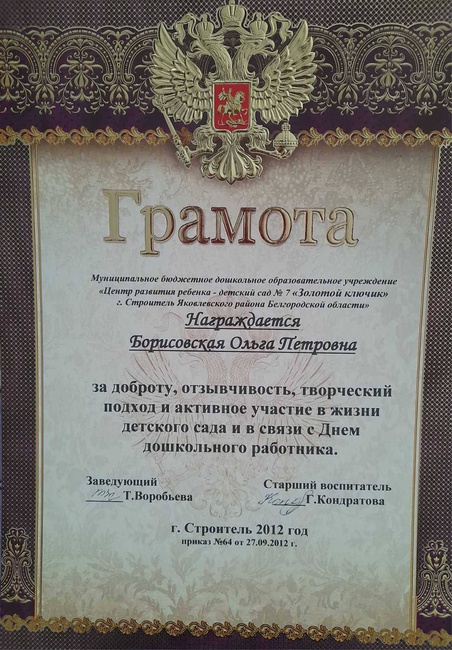 Грамота
Муниципальное бюджетное дошкольное образовательное учреждение
«Центр развития ребенка - детский сад № 7 «Золотой ключик»
г. Строитель Яковлевского района Белгородской области»
Награждается
Борисовская Ольга Петровна
за доброту, отзывчивость, творческий
подход и активное участие в жизни
детского сада и в связи с Днем
дошкольного работника.
Заведующий Старший воспитатель
Т.Воробьева Г.Кондратова
г. Строитель 2012 год
приказ №64 от 27.09.2012 г.